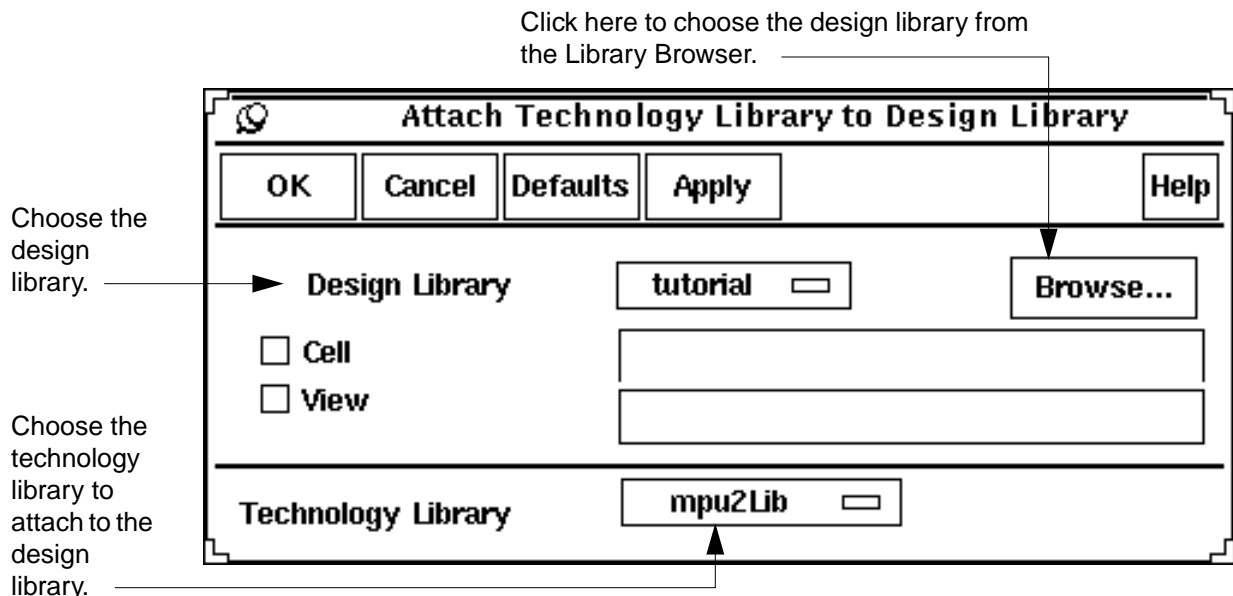 Click here to choose the design library from
the Library Browser.
Attach Technology Library to Design Library
OK Cancel Defaults Apply Help
Choose the
design
library.
Design Library tutorial Browse...
Cell
View
Choose the
technology
library to
attach to the
design
library.
Technology Library mpu2Lib